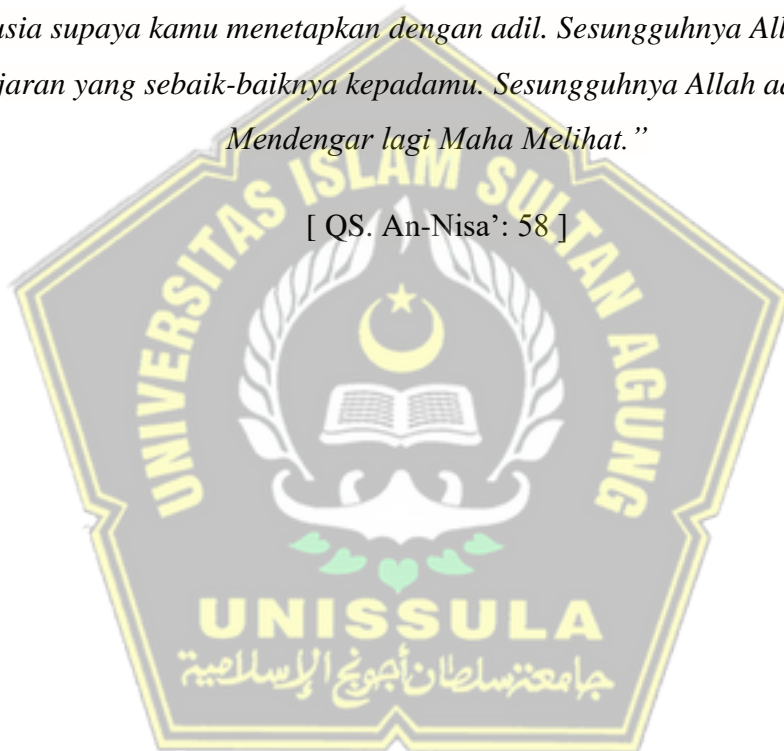 usia supaya kamu menetapkan dengan adil. Sesungguhnya All
jaran yang sebaik-baiknya kepadamu. Sesungguhnya Allah ad
Mendengar lagi Maha Melihat.”
[ QS. An-Nisa’: 58 ]
UNIVERSITAS ISLAM SULTAN AGUNG
UNISSULA
جامعة سلطان أجونج الإسلامية